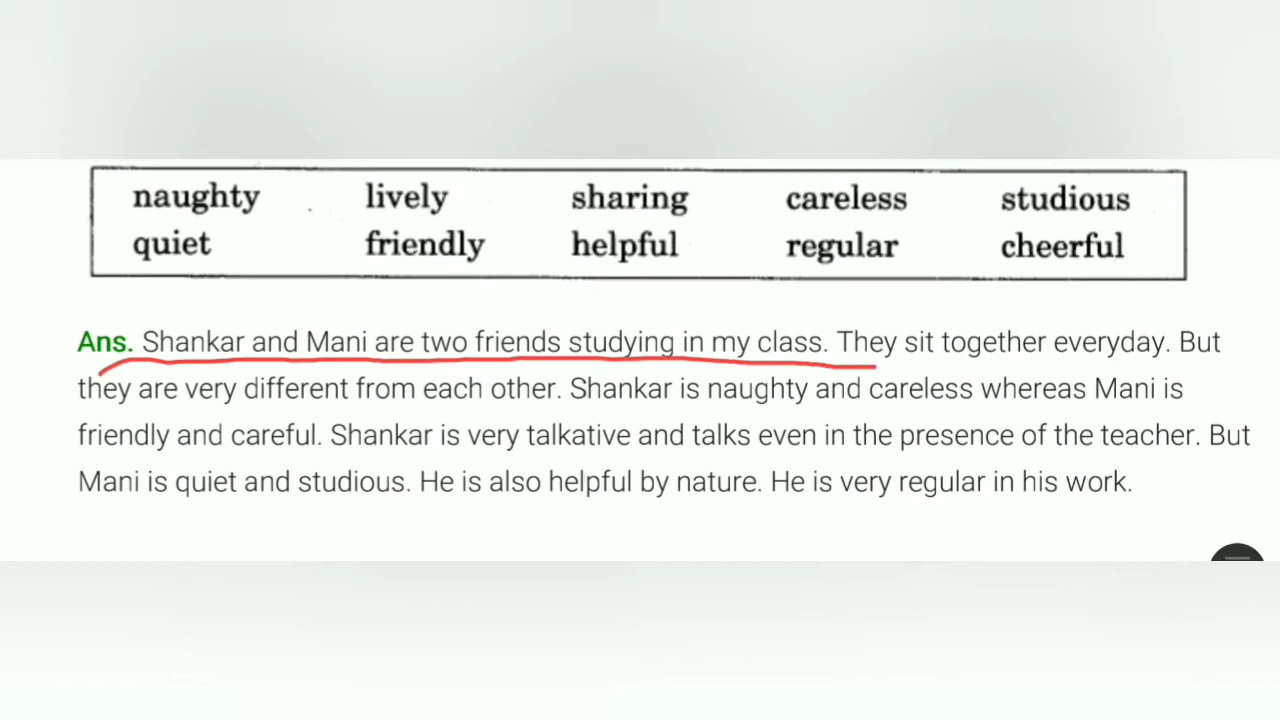 naughty lively sharing careless studious
quiet friendly helpful regular cheerful
Ans. Shankar and Mani are two friends studying in my class. They sit together everyday. But
they are very different from each other. Shankar is naughty and careless whereas Mani is
friendly and careful. Shankar is very talkative and talks even in the presence of the teacher. But
Mani is quiet and studious. He is also helpful by nature. He is very regular in his work.